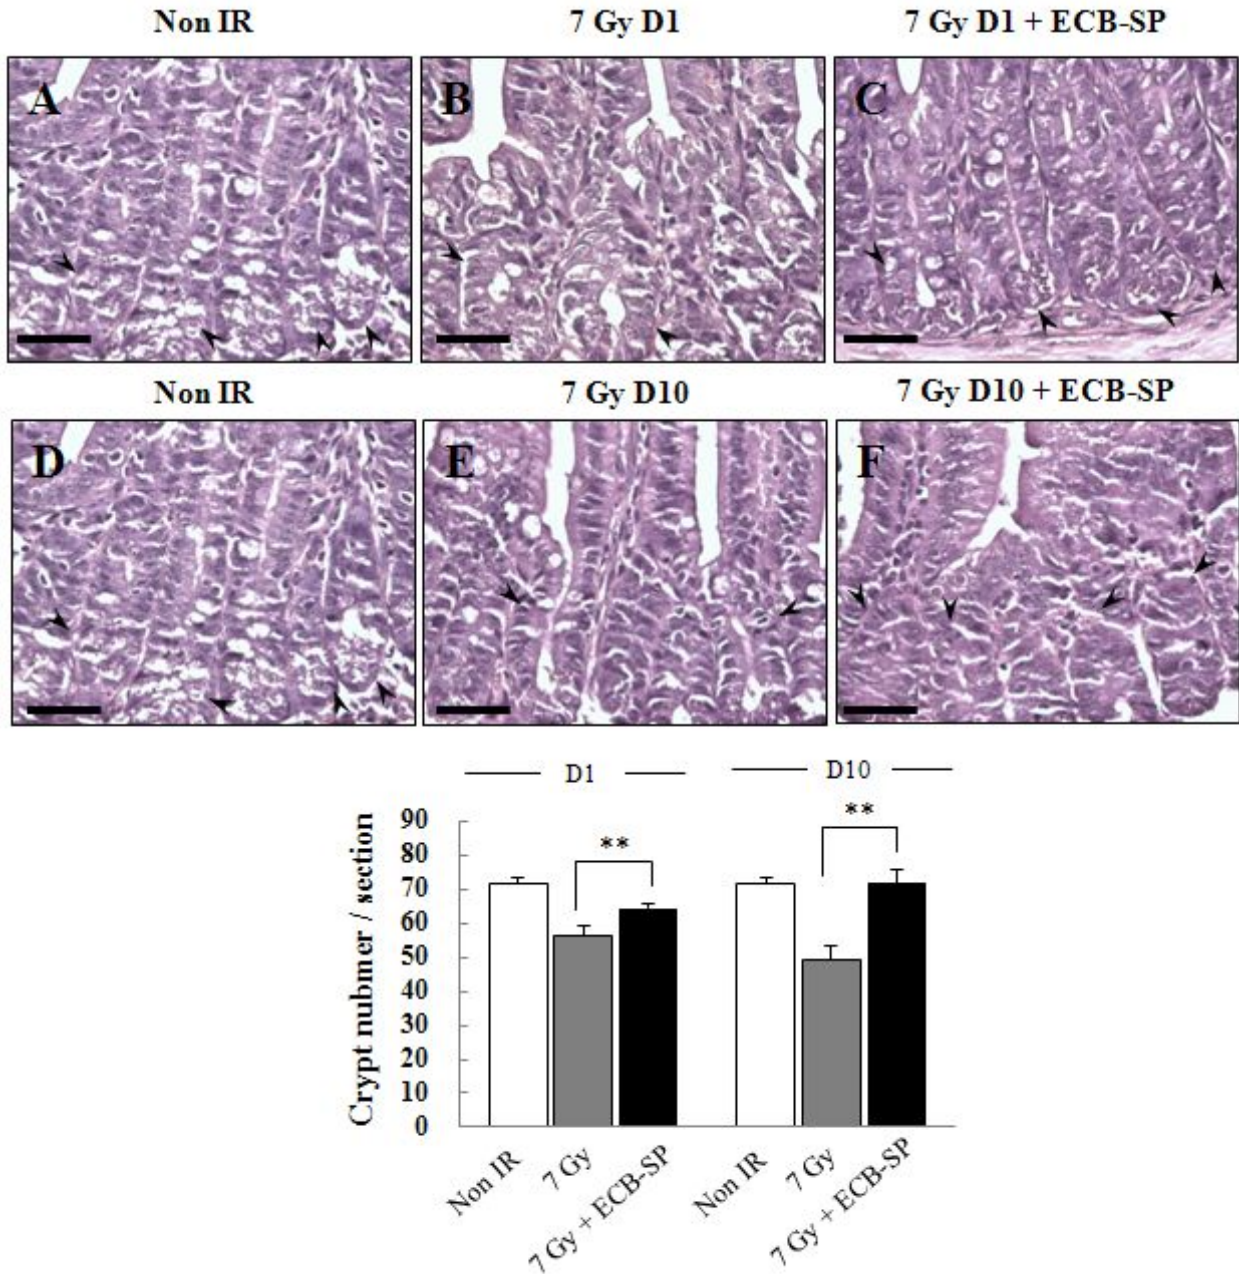 Non IR
7 Gy D1
7 Gy D1 + ECB-SP
A
B
C
Non IR
7 Gy D10
7 Gy D10 + ECB-SP
D
E
F
D1
D10
Crypt nubmer / section
90
80
70
60
50
40
30
20
10
0
**
**
Non IR
7 Gy
7 Gy + ECB-SP
Non IR
7 Gy
7 Gy + ECB-SP